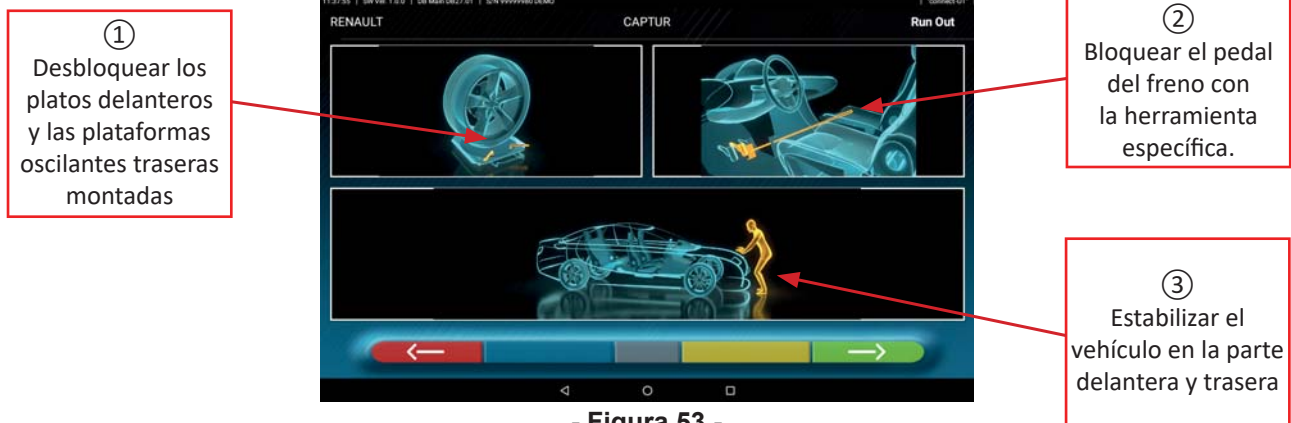 ①
Desbloquear los
platos delanteros
y las plataformas
oscilantes traseras
montadas
RENAULT CAPTUR Run Out
②
Bloquear el pedal
del freno con
la herramienta
específica.
③
Estabilizar el
vehículo en la parte
delantera y trasera
- Figura 53 -